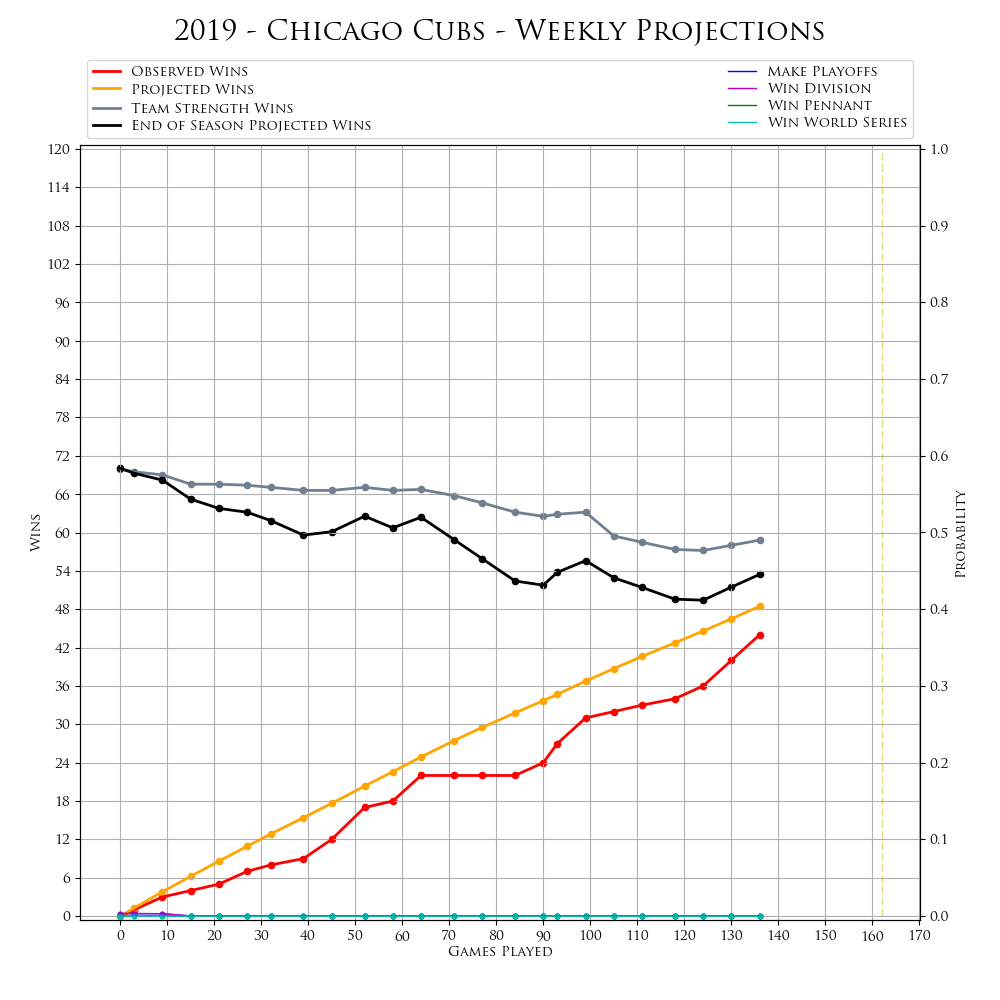 2019 - Chicago Cubs - Weekly Projections
Observed Wins
Projected Wins
Team Strength Wins
End of Season Projected Wins
Make Playoffs
Win Division
Win Pennant
Win World Series
120
114
108
102
96
90
84
78
72
66
60
54
48
42
36
30
24
18
12
6
0
Wins
1.0
0.9
0.8
0.7
0.6
0.5
0.4
0.3
0.2
0.1
0.0
Probability
0 10 20 30 40 50 60 70 80 90 100 110 120 130 140 150 160 170
Games Played